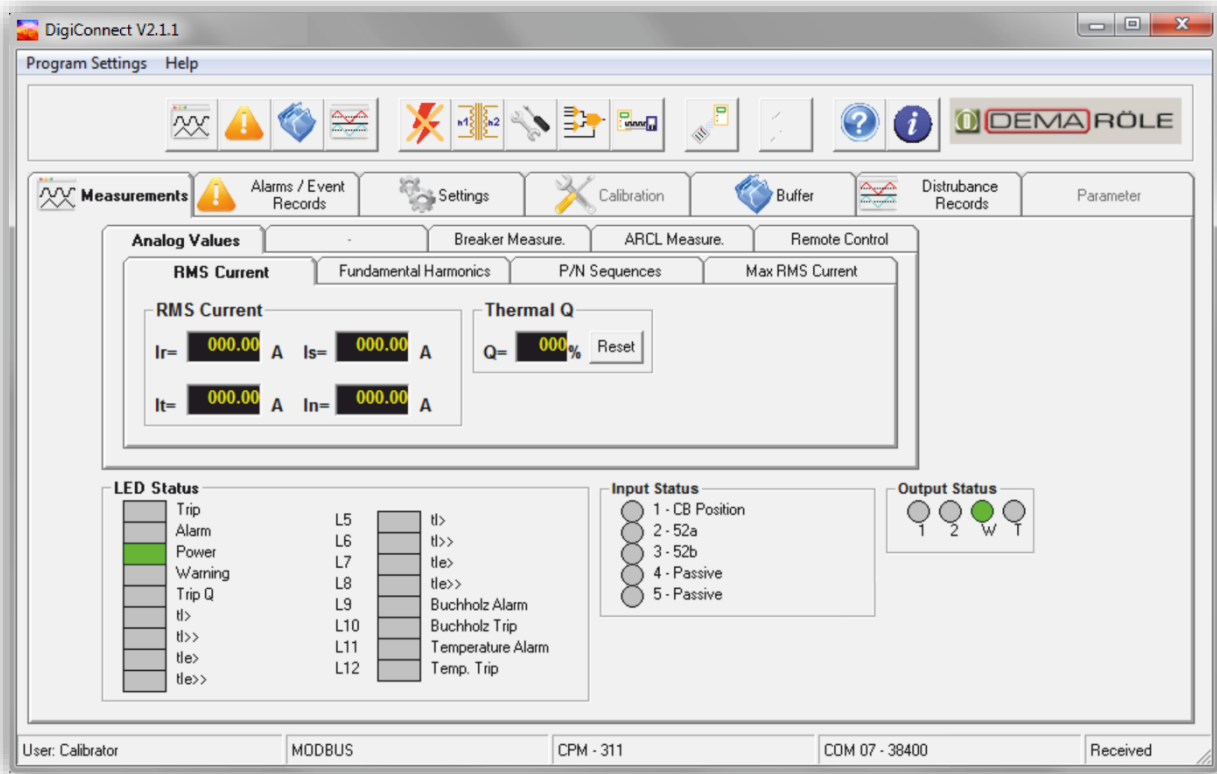 DigiConnect V2.1.1
Program Settings Help
h1 h2
DEMA RÖLE
Measurements
Alarms / Event
Records
Settings
Calibration
Buffer
Distrubance
Records
Parameter
Analog Values - Breaker Measure. ARCL Measure. Remote Control
RMS Current Fundamental Harmonics P/N Sequences Max RMS Current
RMS Current
Ir= 000.00 A Is= 000.00 A
It= 000.00 A In= 000.00 A
Thermal Q
Q= 000 % Reset
LED Status
Trip
Alarm
Power
Warning
Trip Q
tI>
tI>>
tIe>
tIe>>
L5 tI>
L6 tI>>
L7 tIe>
L8 tIe>>
L9 Buchholz Alarm
L10 Buchholz Trip
L11 Temperature Alarm
L12 Temp. Trip
Input Status
1 - CB Position
2 - 52a
3 - 52b
4 - Passive
5 - Passive
Output Status
1 2 W T
User: Calibrator MODBUS CPM - 311 COM 07 - 38400 Received